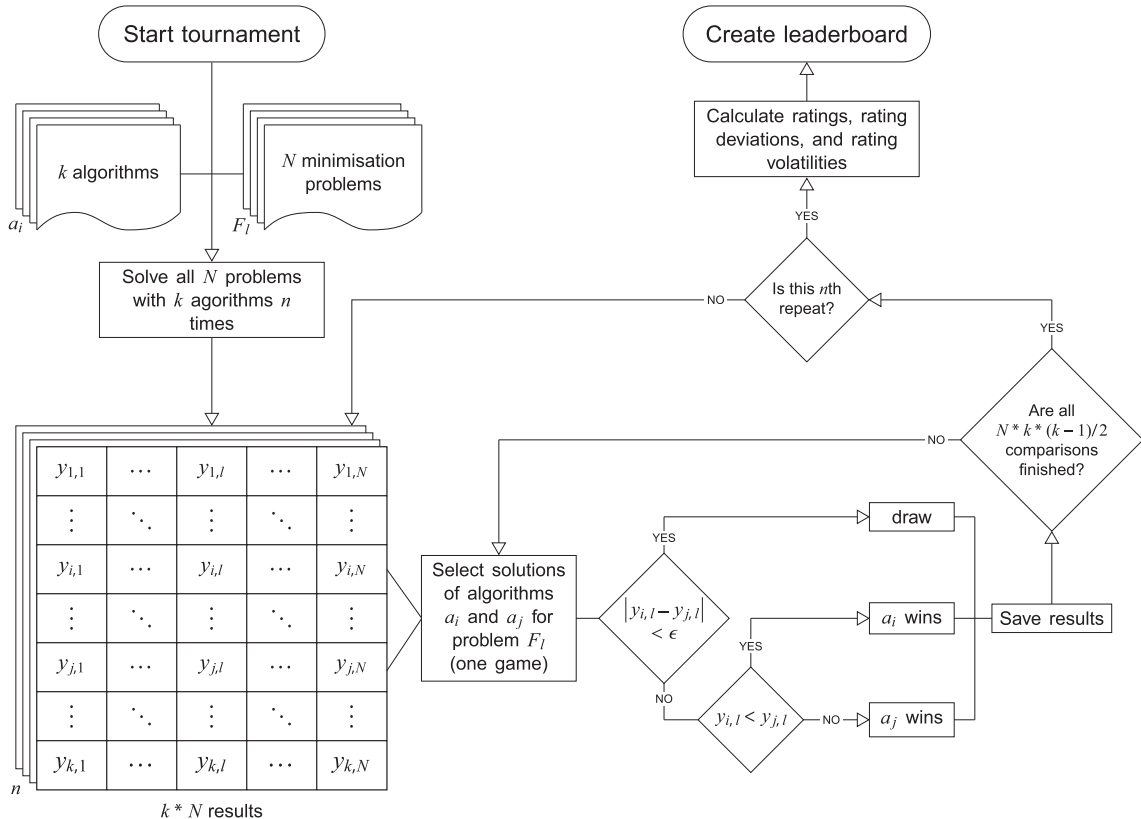 Start tournament
Create leaderboard
k algorithms
a_i
N minimisation
problems
F_l
Calculate ratings, rating
deviations, and rating
volatilities
YES
Solve all N problems
with k agorithms n
times
Is this nth
repeat?
NO
YES
Are all
N * k * (k − 1)/2
comparisons
finished?
NO
y_{1,1} ⋯ y_{1,l} ⋯ y_{1,N}
⋮ ⋱ ⋮ ⋱ ⋮
y_{i,1} ⋯ y_{i,l} ⋯ y_{i,N}
⋮ ⋱ ⋮ ⋱ ⋮
y_{j,1} ⋯ y_{j,l} ⋯ y_{j,N}
⋮ ⋱ ⋮ ⋱ ⋮
y_{k,1} ⋯ y_{k,l} ⋯ y_{k,N}
n
k * N results
Select solutions
of algorithms
a_i and a_j for
problem F_l
(one game)
|y_{i,l} − y_{j,l}|
< ϵ
YES
draw
NO
y_{i,l} < y_{j,l}
YES
a_i wins
NO
a_j wins
Save results